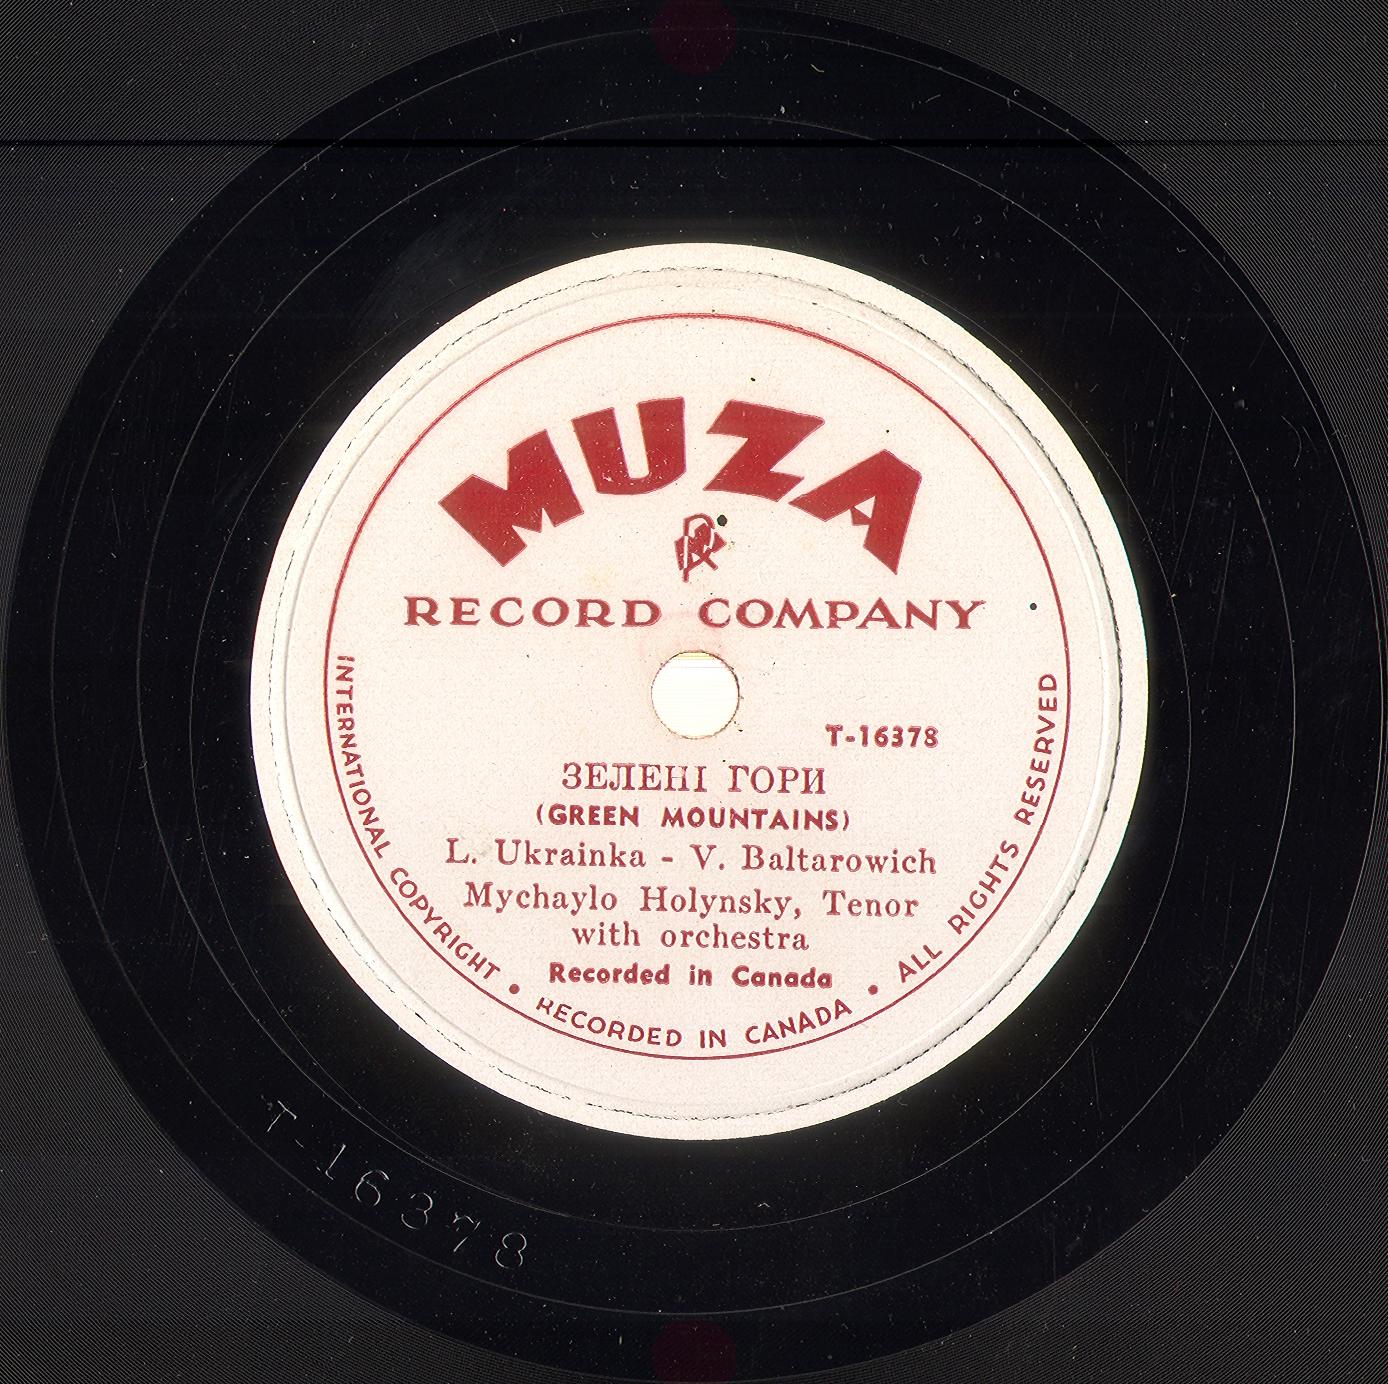 MUZA
RECORD COMPANY
T-16378
ЗЕЛЕНІ ГОРИ
(GREEN MOUNTAINS)
L. Ukrainka - V. Baltarowich
Mychaylo Holynsky, Tenor
with orchestra
Recorded in Canada
INTERNATIONAL COPYRIGHT • RECORDED IN CANADA • ALL RIGHTS RESERVED
T-16378